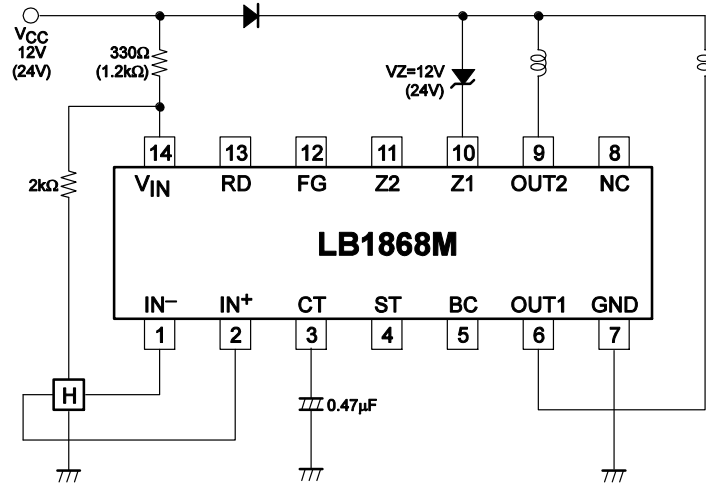 VCC
12V
(24V)
330Ω
(1.2kΩ)
VZ=12V
(24V)
14 13 12 11 10 9 8
2kΩ
VIN RD FG Z2 Z1 OUT2 NC
LB1868M
IN− IN+ CT ST BC OUT1 GND
1 2 3 4 5 6 7
H
0.47µF